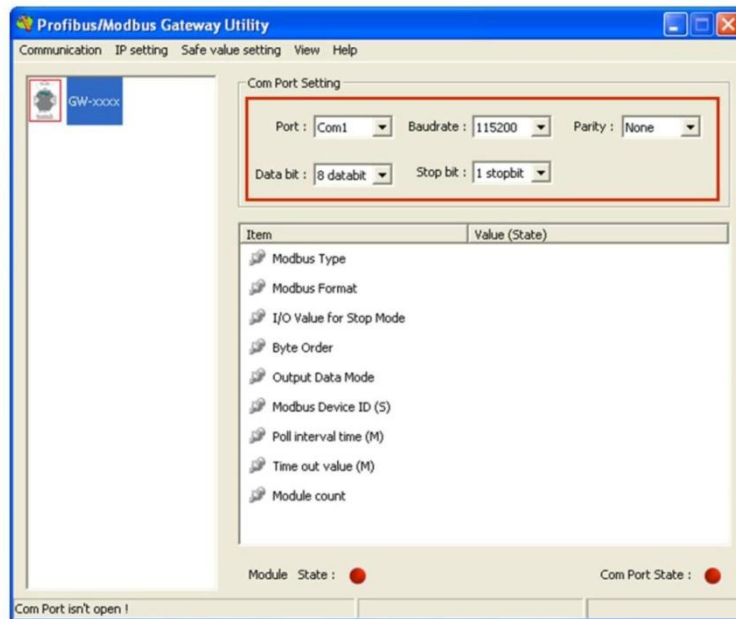 Profibus/Modbus Gateway Utility
Communication IP setting Safe value setting View Help
GW-xxxx
Com Port Setting
Port : Com1 Baudrate : 115200 Parity : None
Data bit : 8 databit Stop bit : 1 stopbit
Item Value (State)
Modbus Type
Modbus Format
I/O Value for Stop Mode
Byte Order
Output Data Mode
Modbus Device ID (S)
Poll interval time (M)
Time out value (M)
Module count
Module State : Com Port State :
Com Port isn't open !